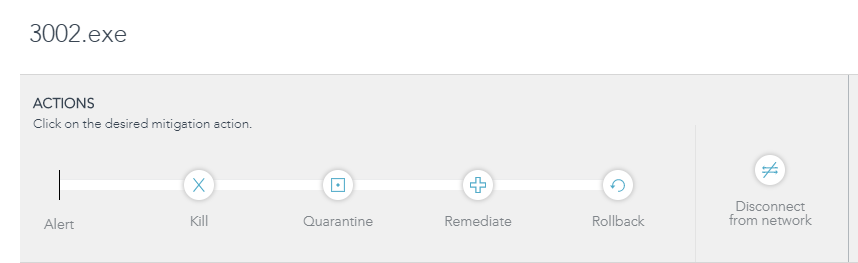 3002.exe
ACTIONS
Click on the desired mitigation action.
Alert
Kill
Quarantine
Remediate
Rollback
Disconnect
from network